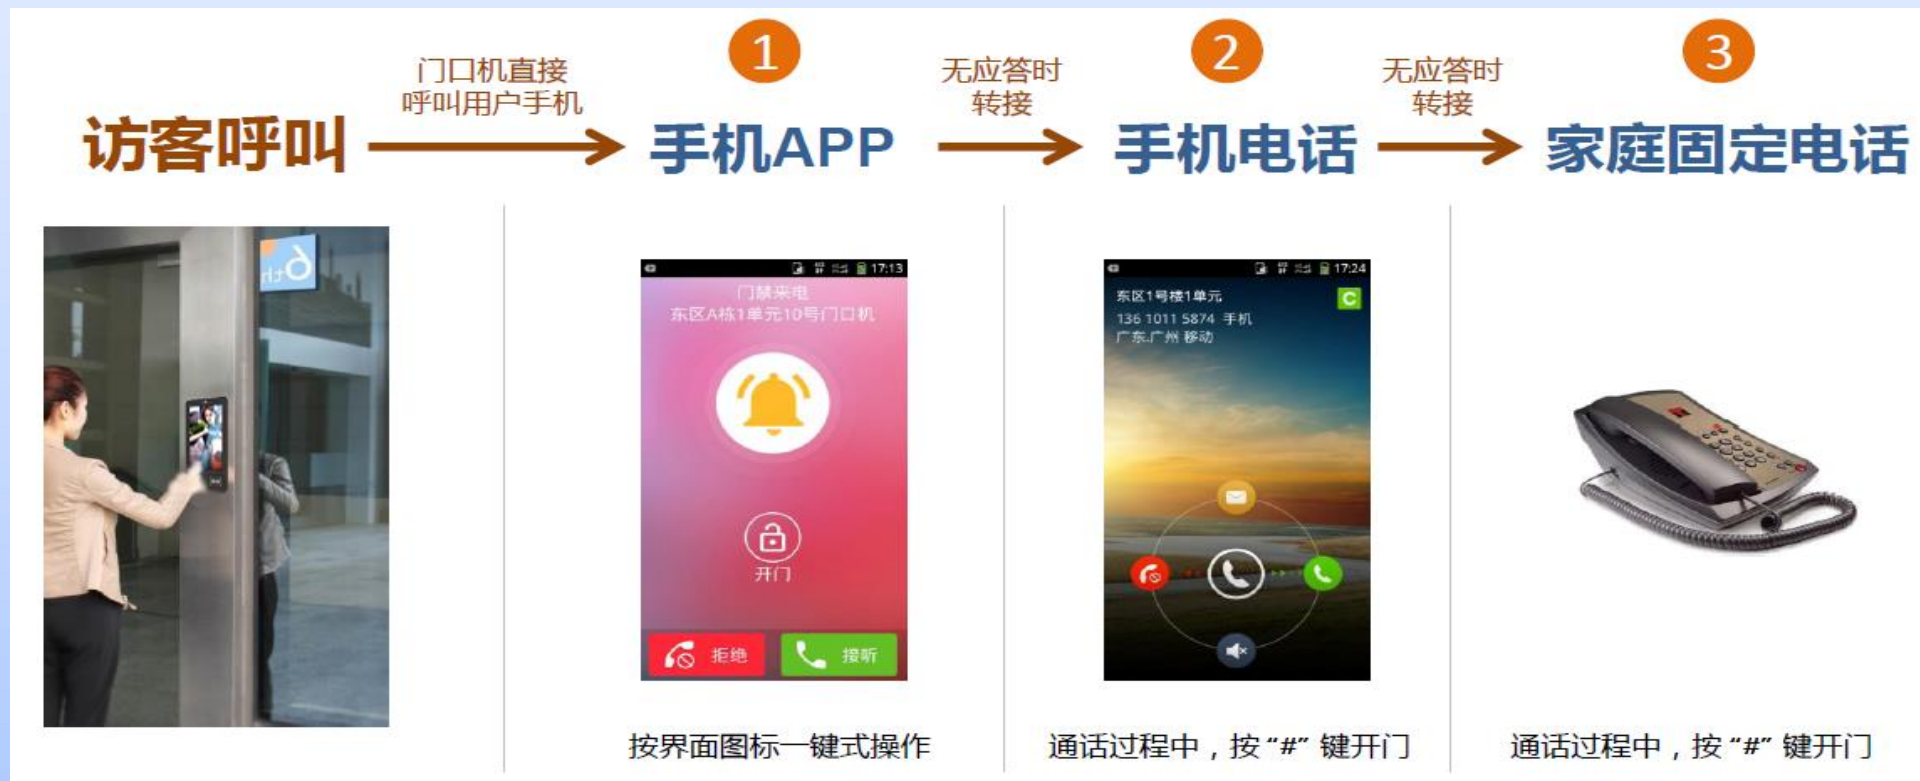 门口机直接
呼叫用户手机
1
无应答时
转接
2
无应答时
转接
3
访客呼叫
手机APP
手机电话
家庭固定电话
6th
17:13
门禁来电
东区A栋1单元10号门口机
开门
拒绝
接听
17:24
东区1号楼1单元
C
136 1011 5874 手机
广东.广州 移动
按界面图标一键式操作
通话过程中，按“#” 键开门
通话过程中，按“#” 键开门